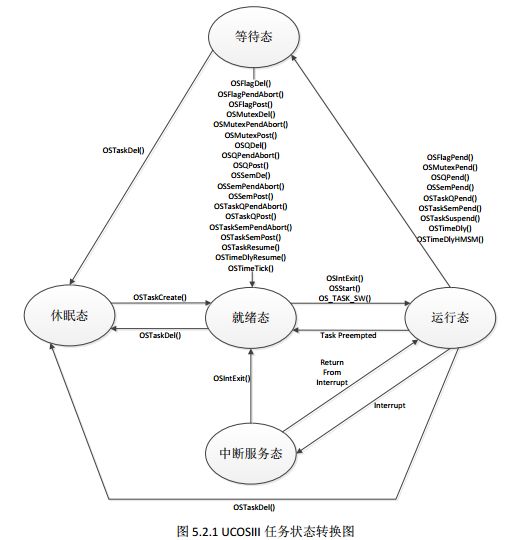 等待态
OSFlagDel()
OSFlagPendAbort()
OSFlagPost()
OSMutexDel()
OSMutexPendAbort()
OSMutexPost()
OSQDel()
OSQPendAbort()
OSQPost()
OSSemDe()
OSSemPendAbort()
OSSemPost()
OSTaskQPendAbort()
OSTaskQPost()
OSTaskSemPendAbort()
OSTaskSemPost()
OSTaskResume()
OSTimeDlyResume()
OSTimeTick()
OSTaskDel()
OSFlagPend()
OSMutexPend()
OSQPend()
OSSemPend()
OSTaskQPend()
OSTaskSemPend()
OSTaskSuspend()
OSTimeDly()
OSTimeDlyHMSM()
休眠态
OSTaskCreate()
OSTaskDel()
就绪态
OSIntExit()
OSStart()
OS_TASK_SW()
Task Preempted
运行态
OSIntExit()
Return
From
Interrupt
Interrupt
中断服务态
OSTaskDel()
图 5.2.1 UCOSIII 任务状态转换图